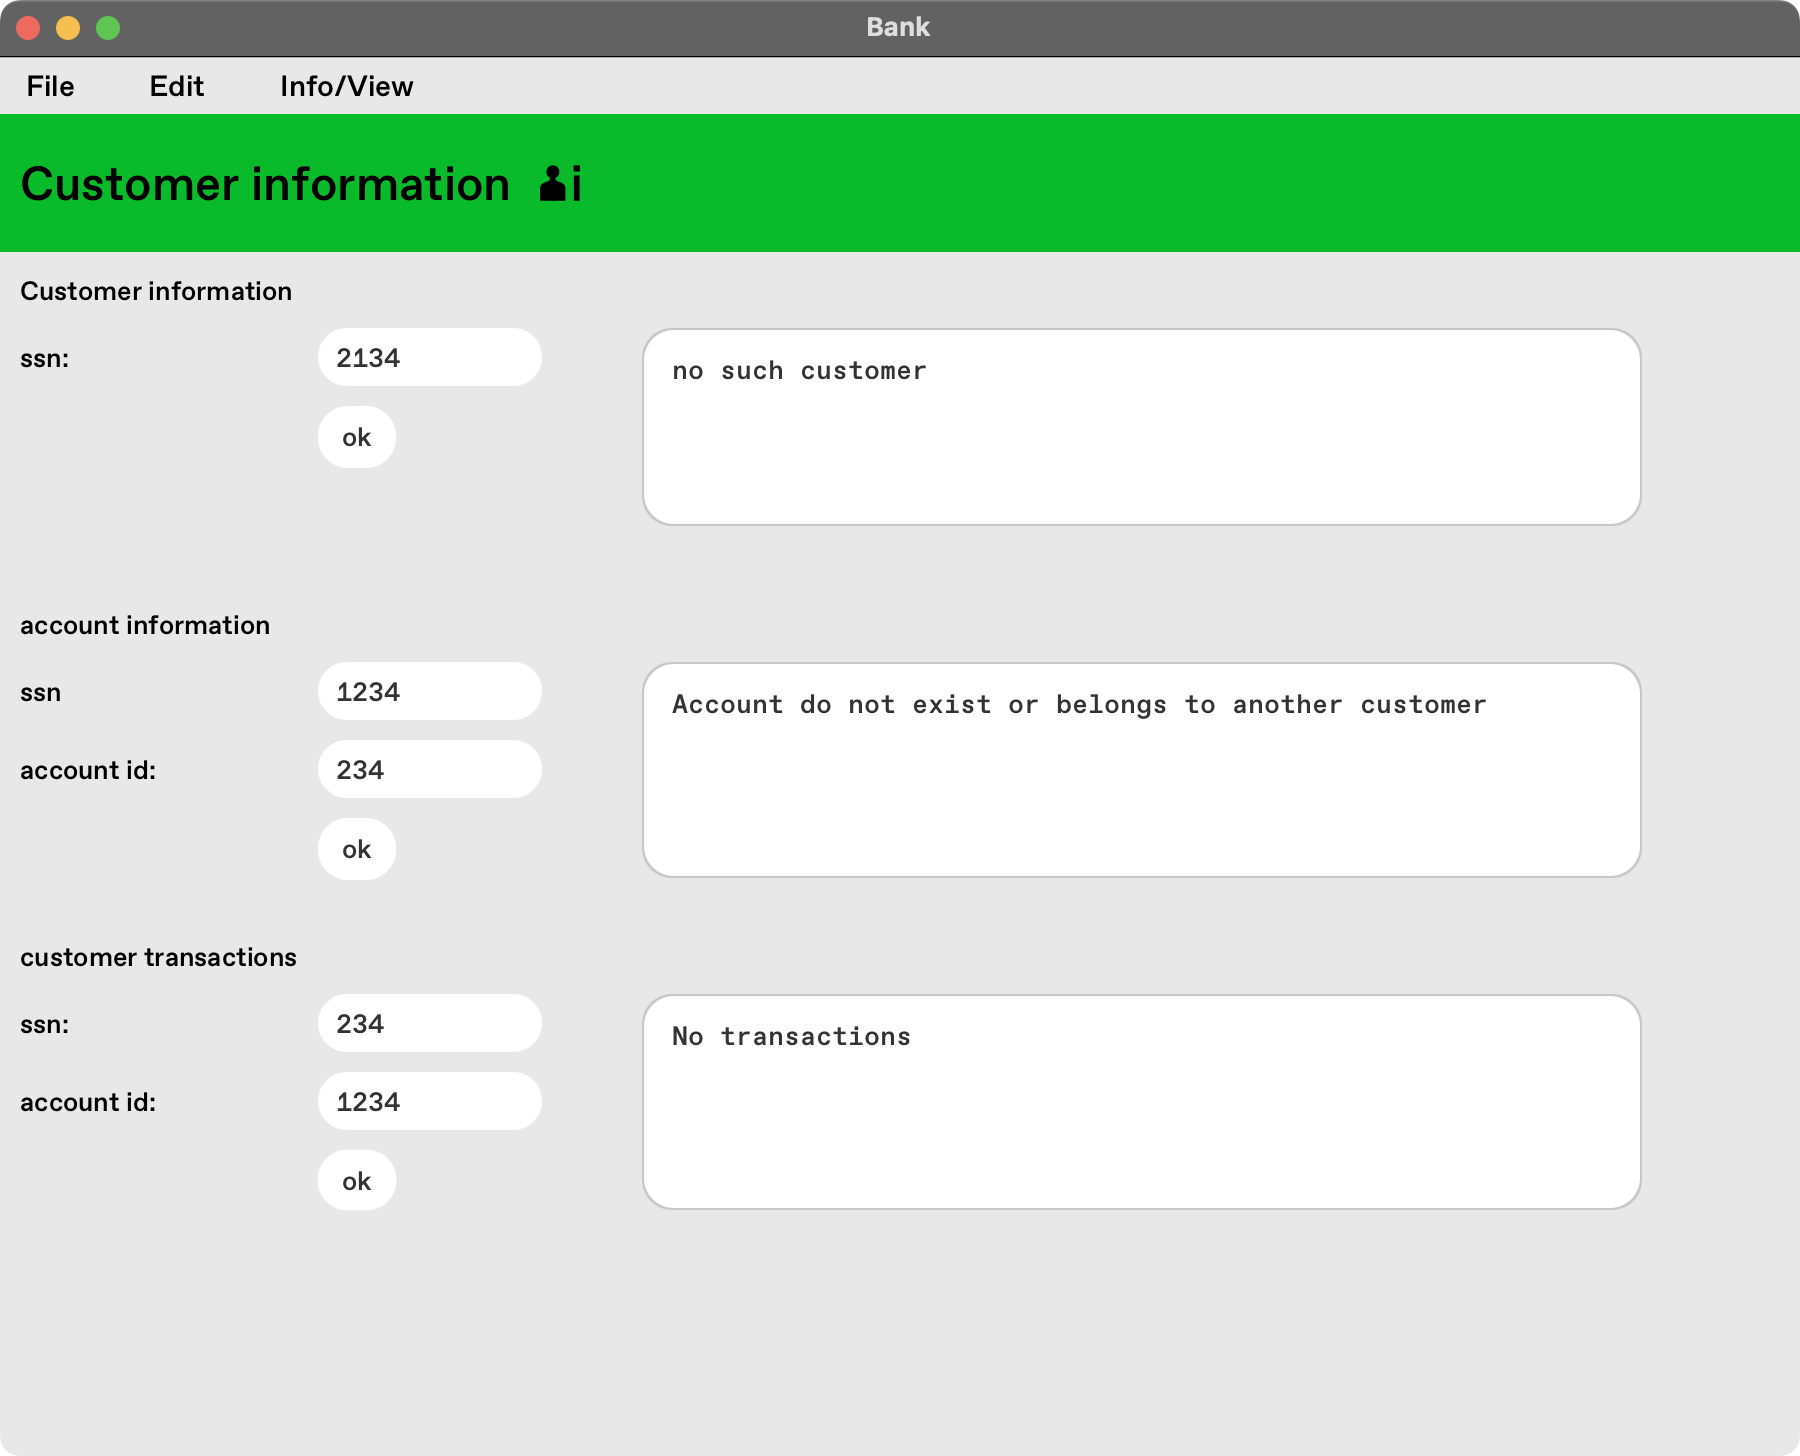 Bank
File Edit Info/View
Customer information i
Customer information
ssn: 2134
no such customer
ok
account information
ssn 1234
Account do not exist or belongs to another customer
account id: 234
ok
customer transactions
ssn: 234
No transactions
account id: 1234
ok